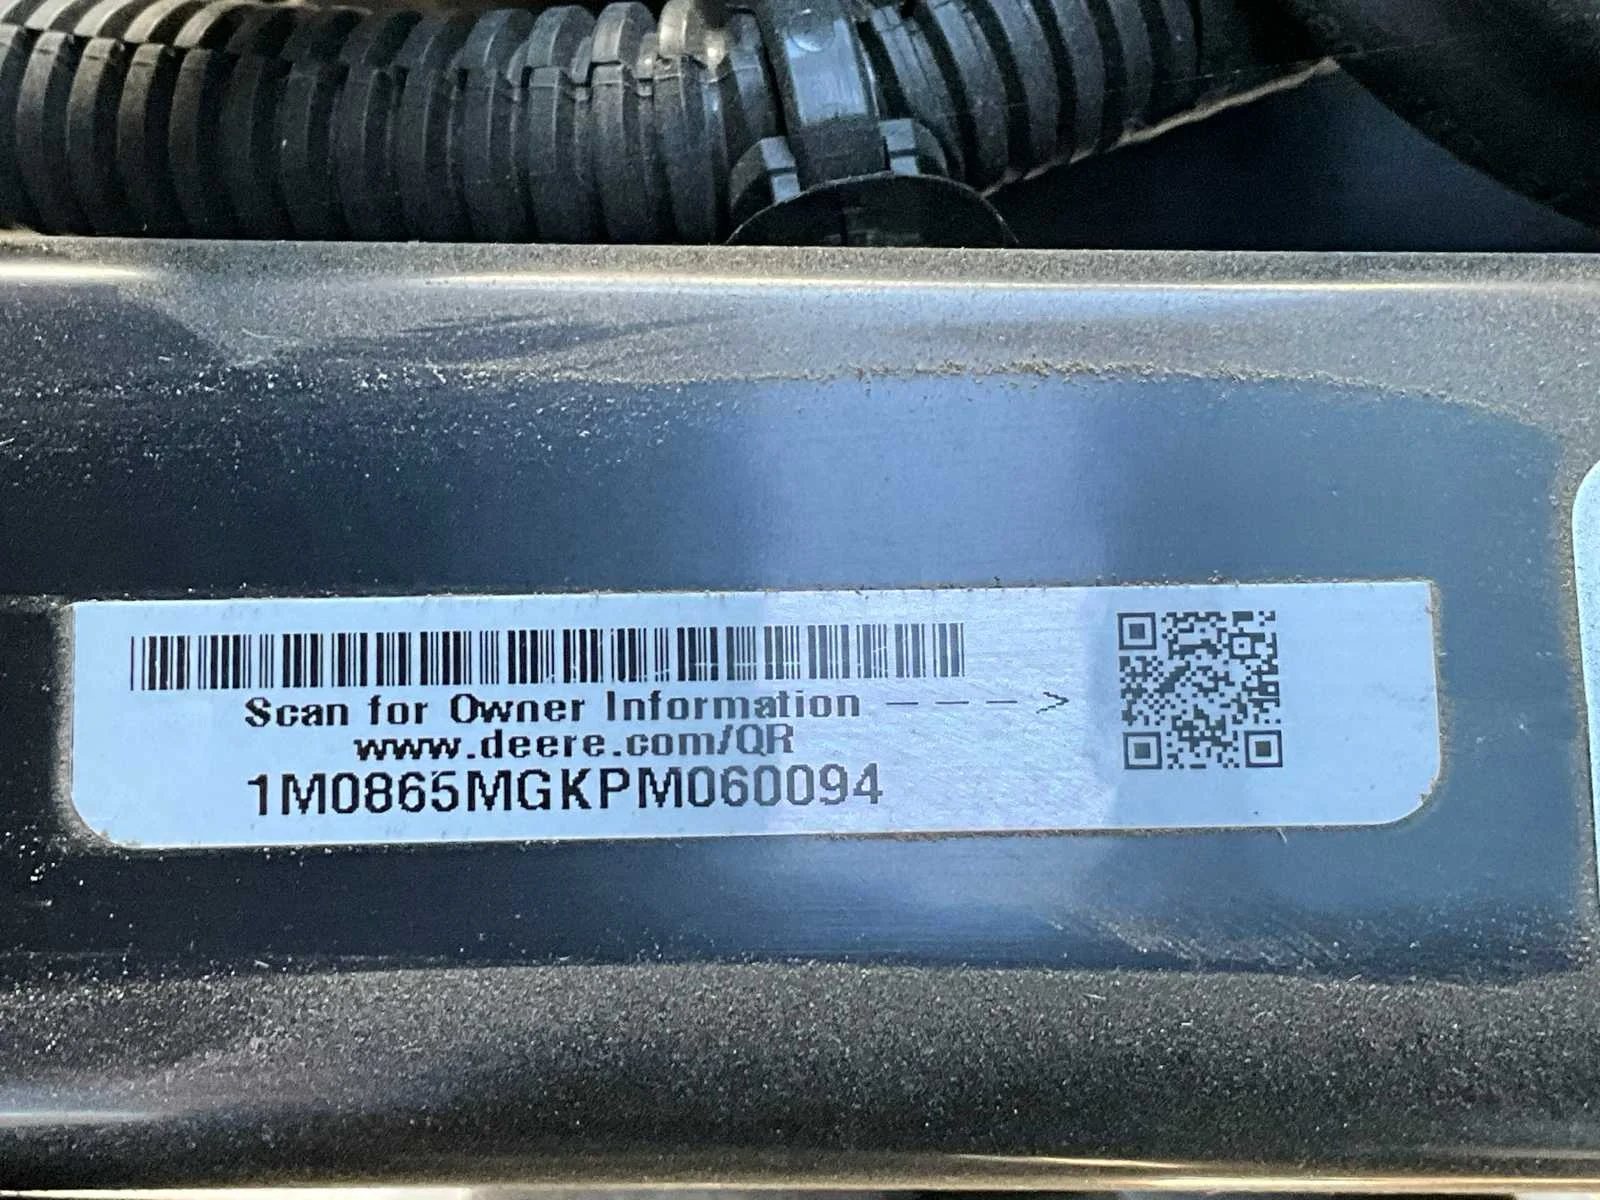 Scan for Owner Information - - - >
www.deere.com/QR
1M0865MGKPM060094